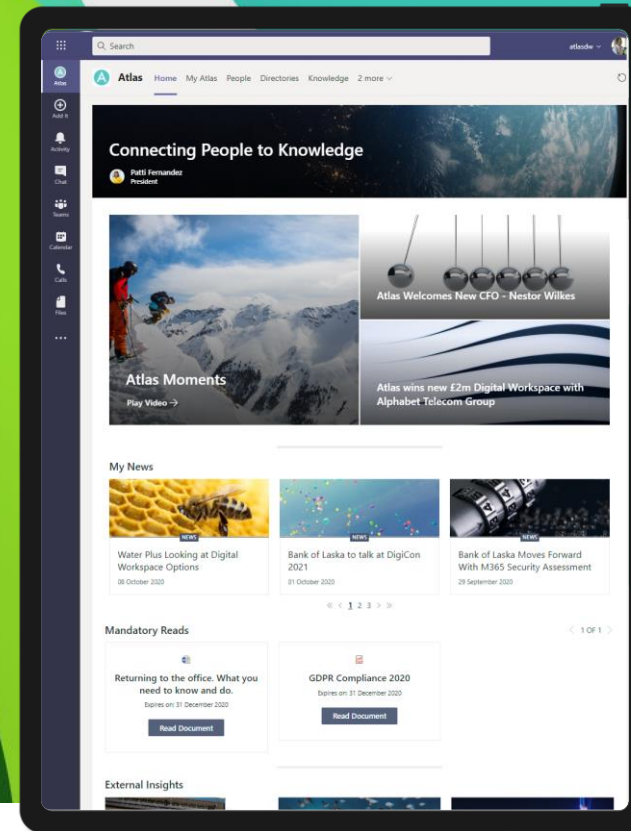 Search
atlasdw
Atlas Home My Atlas People Directories Knowledge 2 more
Atlas
Add It
Activity
Chat
Teams
Calendar
Calls
Files
Connecting People to Knowledge
Patti Fernandez
President
Atlas Moments
Play Video →
Atlas Welcomes New CFO - Nestor Wilkes
Atlas wins new £2m Digital Workspace with
Alphabet Telecom Group
My News
NEWS
Water Plus Looking at Digital
Workspace Options
08 October 2020
NEWS
Bank of Laska to talk at DigiCon
2021
01 October 2020
NEWS
Bank of Laska Moves Forward
With M365 Security Assessment
29 September 2020
« < 1 2 3 > »
Mandatory Reads
< 1 OF 1 >
Returning to the office. What you
need to know and do.
Expires on: 31 December 2020
Read Document
GDPR Compliance 2020
Expires on: 31 December 2020
Read Document
External Insights